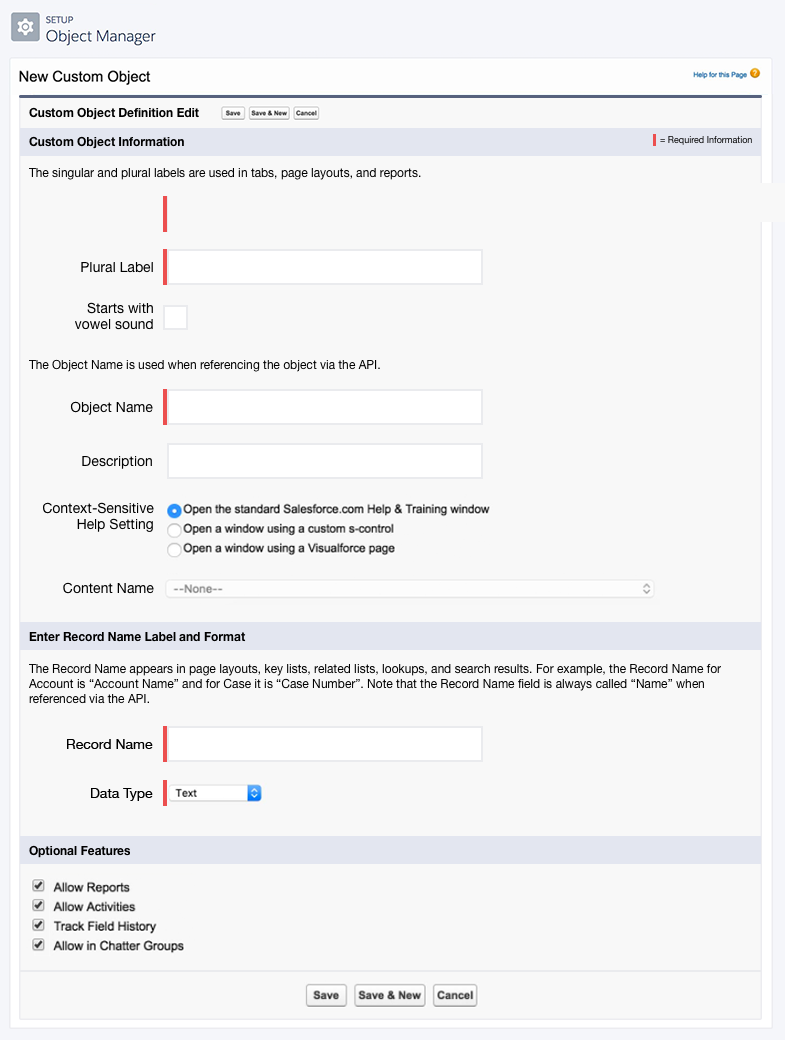 SETUP
Object Manager
New Custom Object
Help for this Page ?
Custom Object Definition Edit Save Save & New Cancel
Custom Object Information = Required Information
The singular and plural labels are used in tabs, page layouts, and reports.
Plural Label
Starts with
vowel sound
The Object Name is used when referencing the object via the API.
Object Name
Description
Context-Sensitive
Help Setting
Open the standard Salesforce.com Help & Training window
Open a window using a custom s-control
Open a window using a Visualforce page
Content Name --None--
Enter Record Name Label and Format
The Record Name appears in page layouts, key lists, related lists, lookups, and search results. For example, the Record Name for
Account is “Account Name” and for Case it is “Case Number”. Note that the Record Name field is always called “Name” when
referenced via the API.
Record Name
Data Type Text
Optional Features
Allow Reports
Allow Activities
Track Field History
Allow in Chatter Groups
Save Save & New Cancel